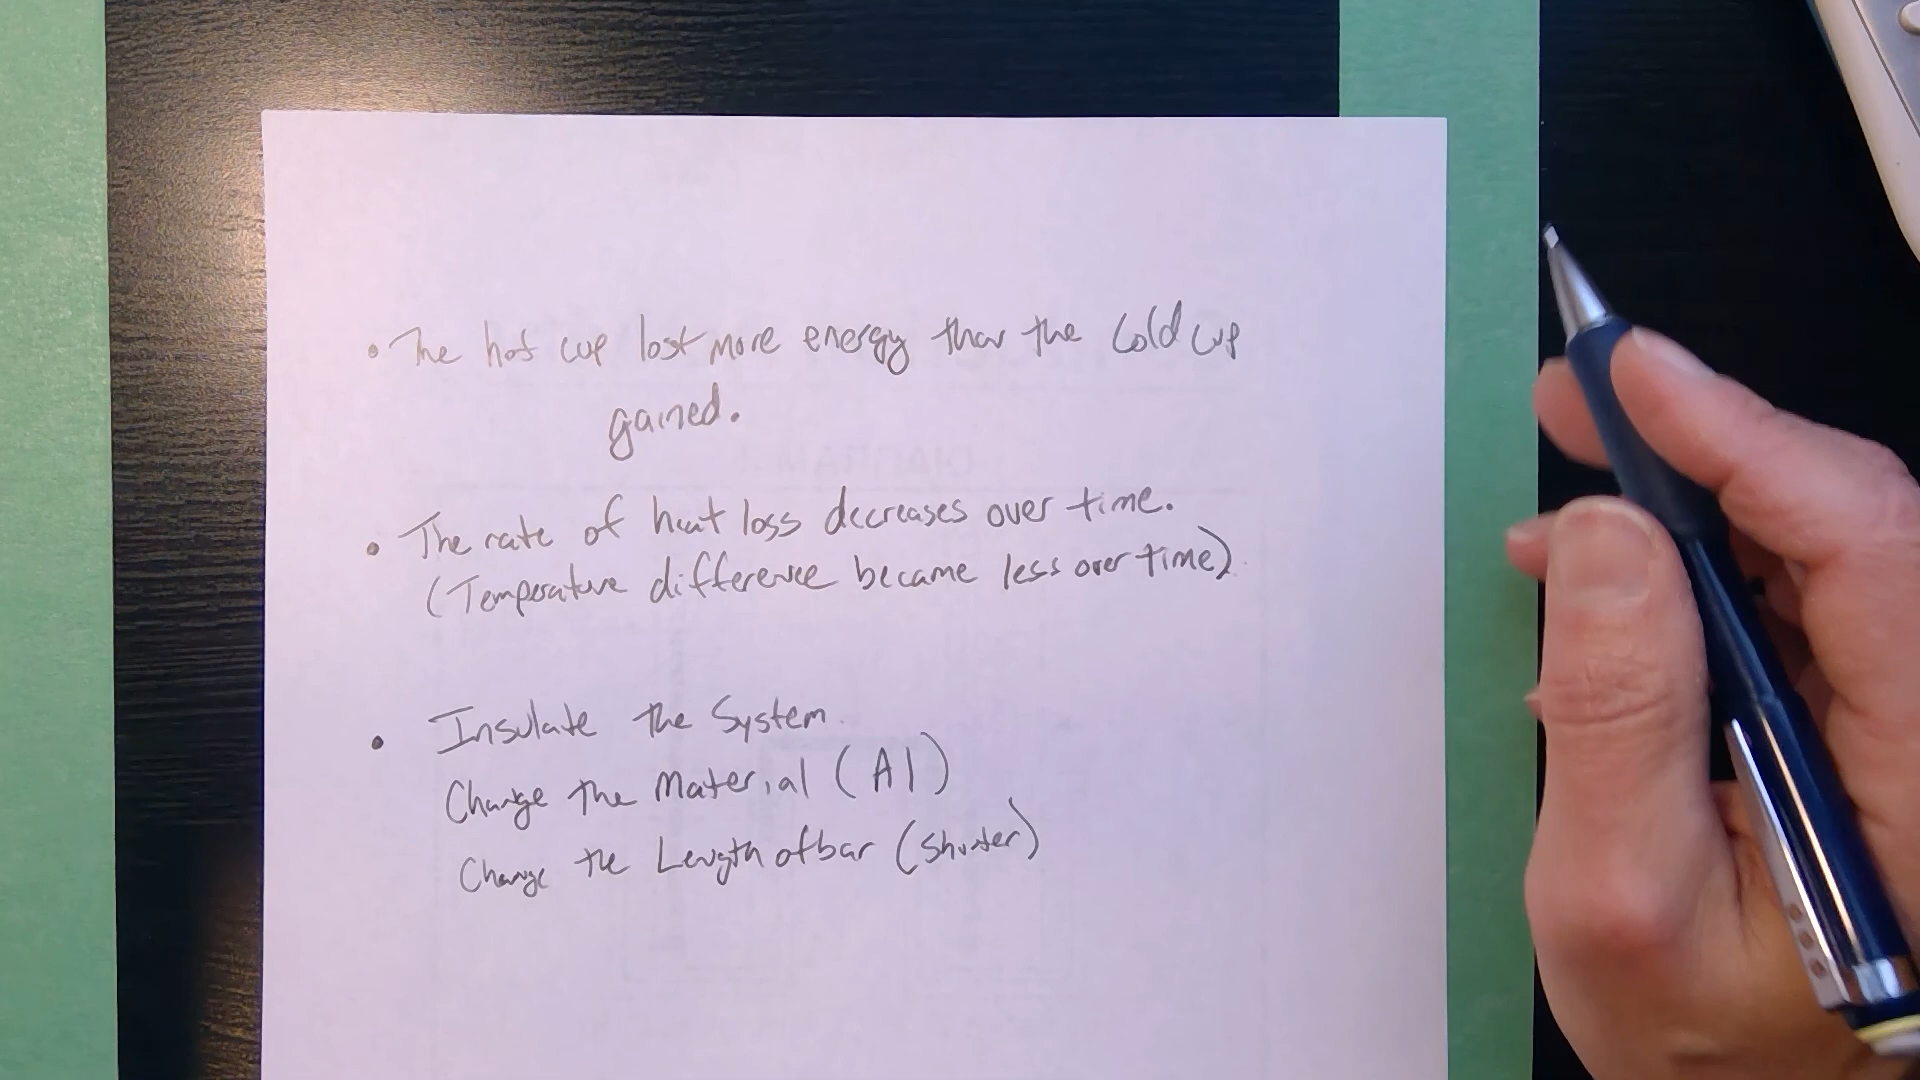 • The hot cup lost more energy than the Cold cup
gained.
• The rate of heat loss decreases over time.
(Temperature difference became less over time)
• Insulate the System.
Change the Material (Al)
Change the Length of bar (Shorter)